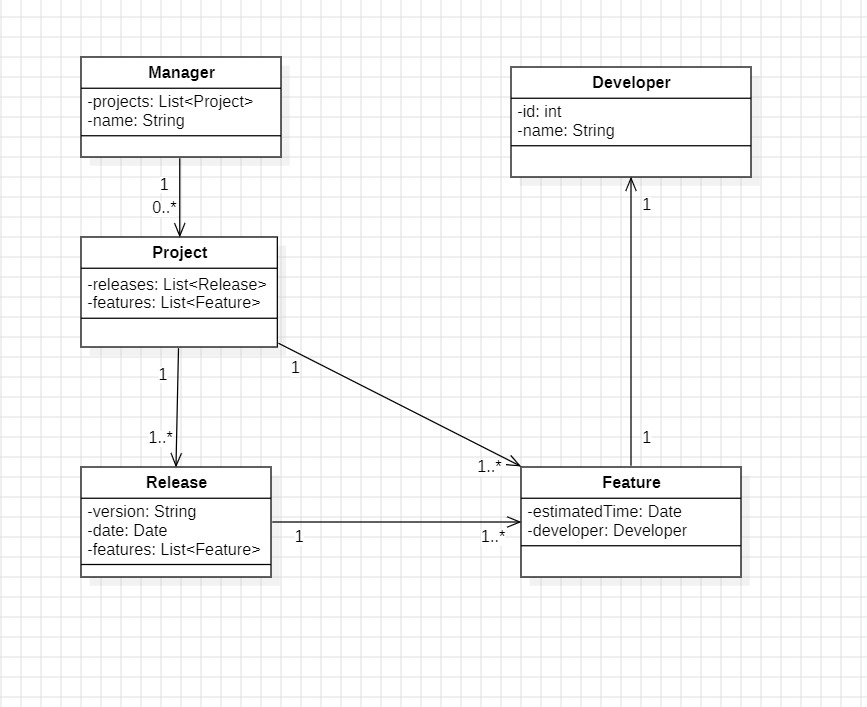 Manager
-projects: List<Project>
-name: String
Developer
-id: int
-name: String
1
0..*
1
Project
-releases: List<Release>
-features: List<Feature>
1
1
1..*
1..*
1
Release
-version: String
-date: Date
-features: List<Feature>
1
1..*
Feature
-estimatedTime: Date
-developer: Developer